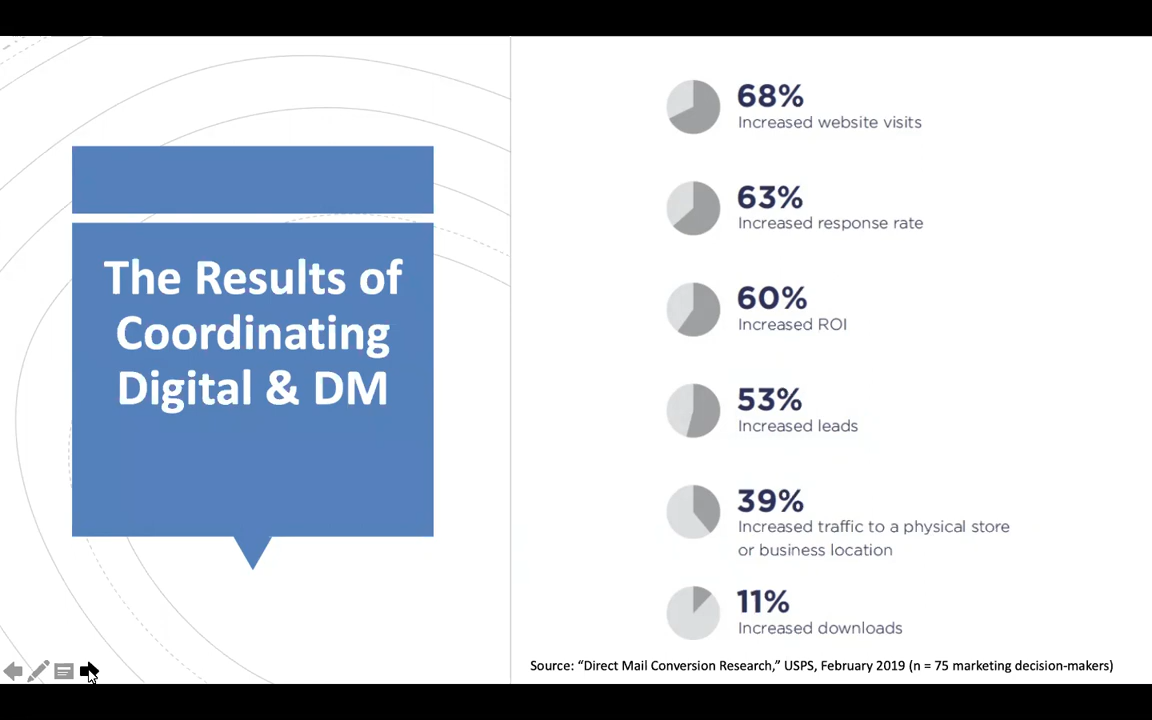 The Results of
Coordinating
Digital & DM
68%
Increased website visits
63%
Increased response rate
60%
Increased ROI
53%
Increased leads
39%
Increased traffic to a physical store
or business location
11%
Increased downloads
Source: “Direct Mail Conversion Research,” USPS, February 2019 (n = 75 marketing decision-makers)